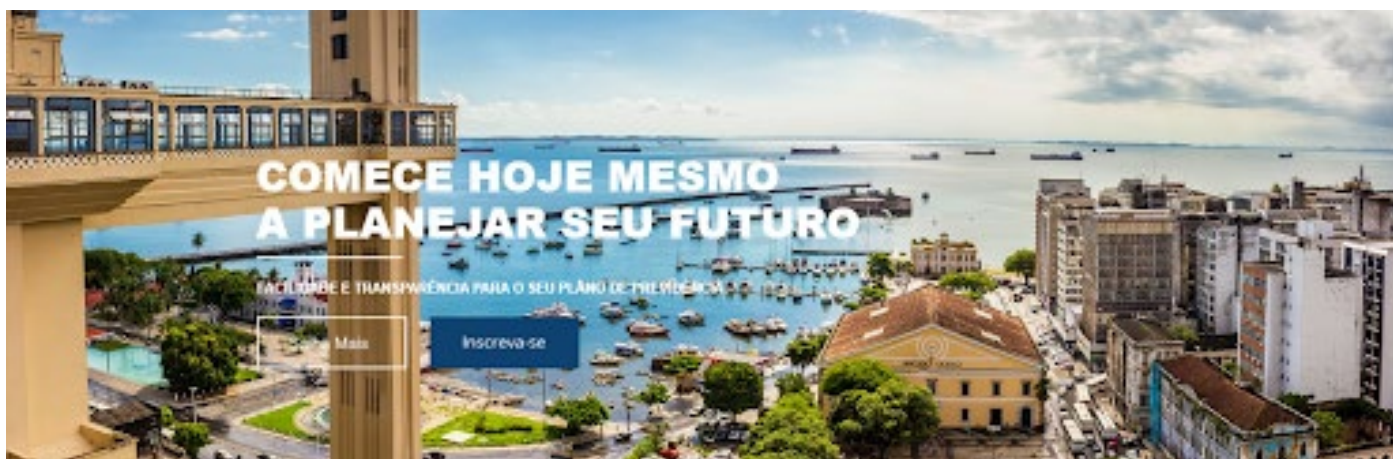 COMECE HOJE MESMO
A PLANEJAR SEU FUTURO
FACILIDADE E TRANSPARÊNCIA PARA O SEU PLANO DE PREVIDÊNCIA
Mais
Inscreva-se